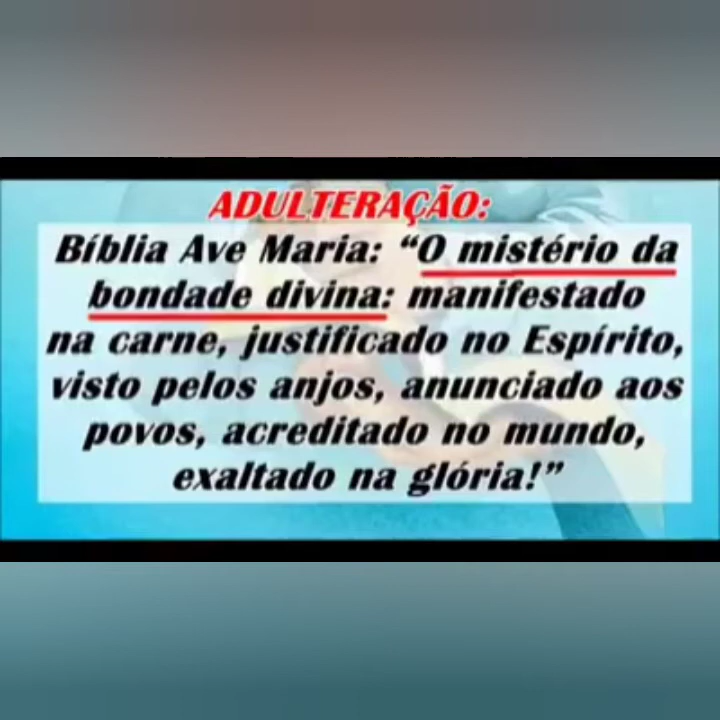 ADULTERAÇÃO:
Bíblia Ave Maria: “O mistério da
bondade divina: manifestado
na carne, justificado no Espírito,
visto pelos anjos, anunciado aos
povos, acreditado no mundo,
exaltado na glória!”